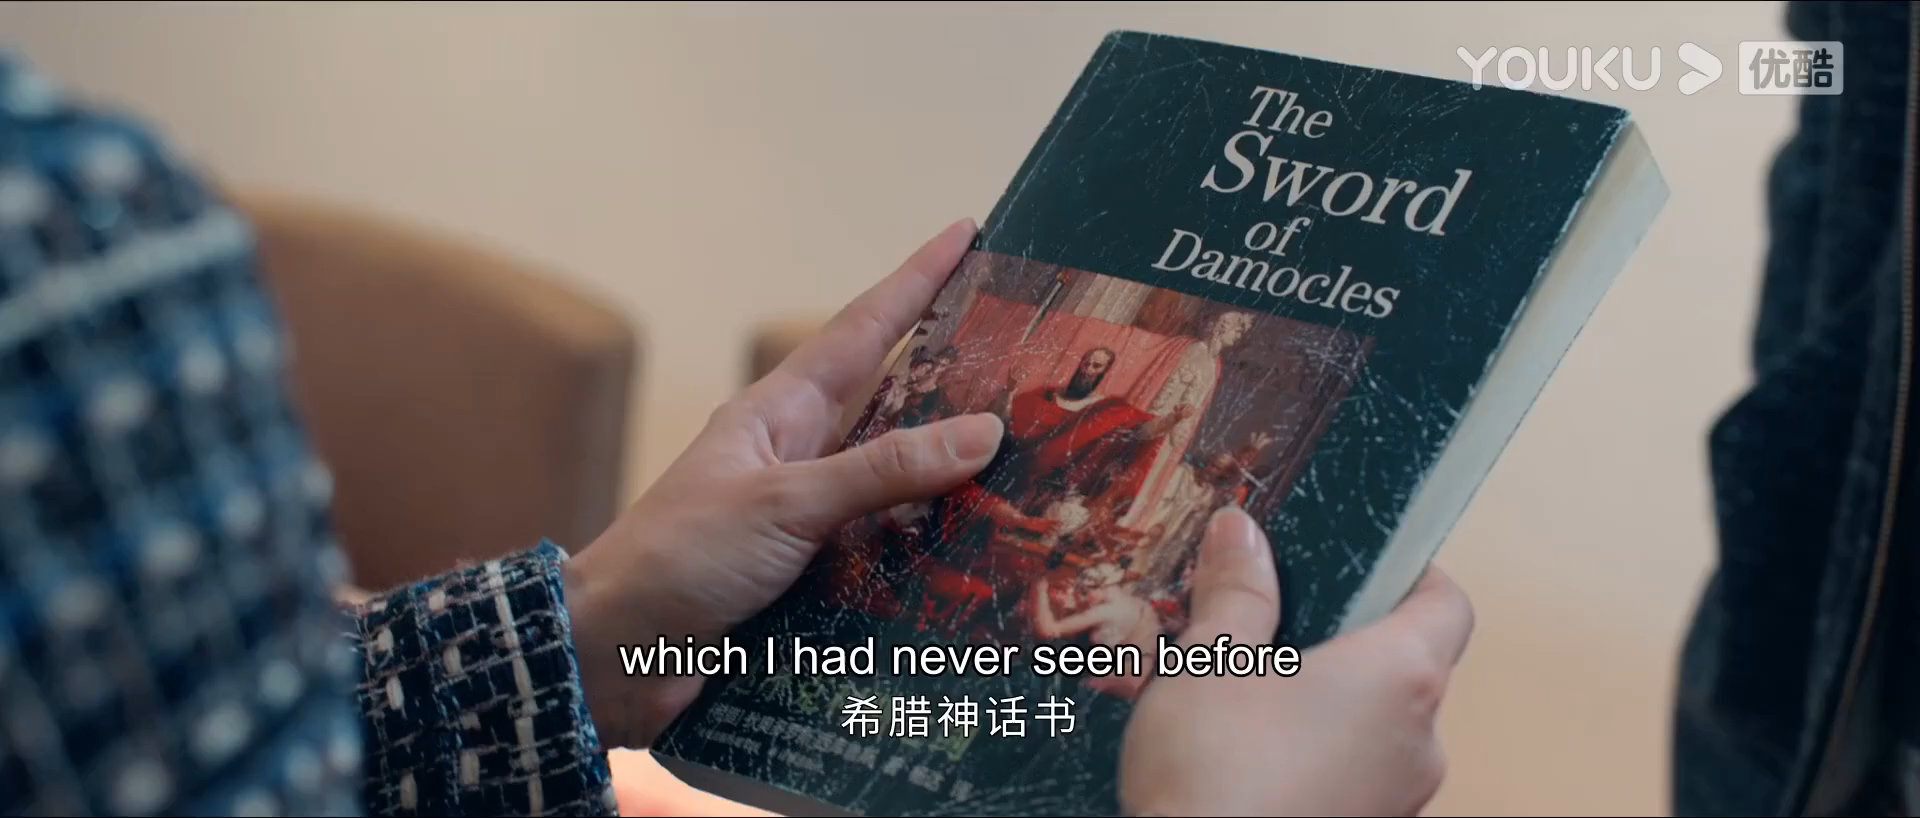 YOUKU 优酷
The
Sword
of
Damocles
which I had never seen before
希腊神话书